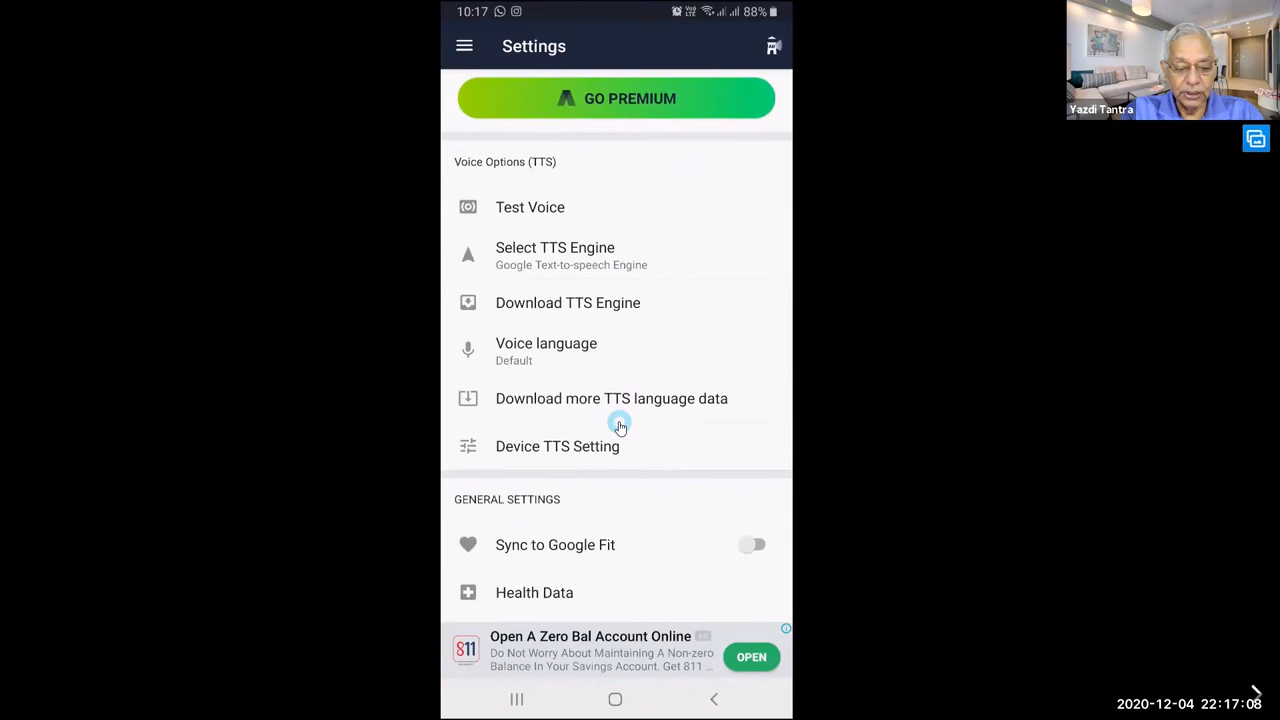 10:17
88%
Settings
GO PREMIUM
Voice Options (TTS)
Test Voice
Select TTS Engine
Google Text-to-speech Engine
Download TTS Engine
Voice language
Default
Download more TTS language data
Device TTS Setting
GENERAL SETTINGS
Sync to Google Fit
Health Data
Open A Zero Bal Account Online
811
Do Not Worry About Maintaining A Non-zero
Balance In Your Savings Account. Get 811 ...
OPEN
Yazdi Tantra
2020-12-04 22:17:08